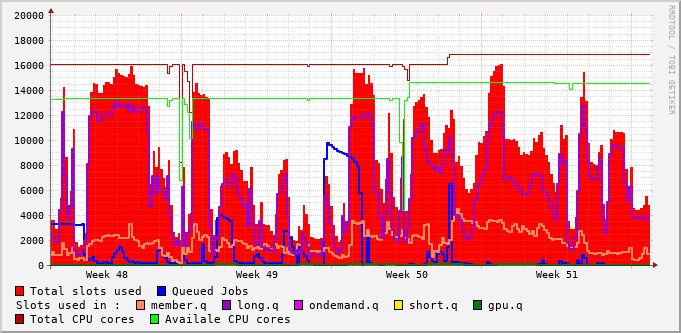 RRDTOOL / TOBI OETIKER
20000
18000
16000
14000
12000
10000
8000
6000
4000
2000
0
Week 48 Week 49 Week 50 Week 51
Total slots used Queued Jobs
Slots used in : member.q long.q ondemand.q short.q gpu.q
Total CPU cores Availale CPU cores